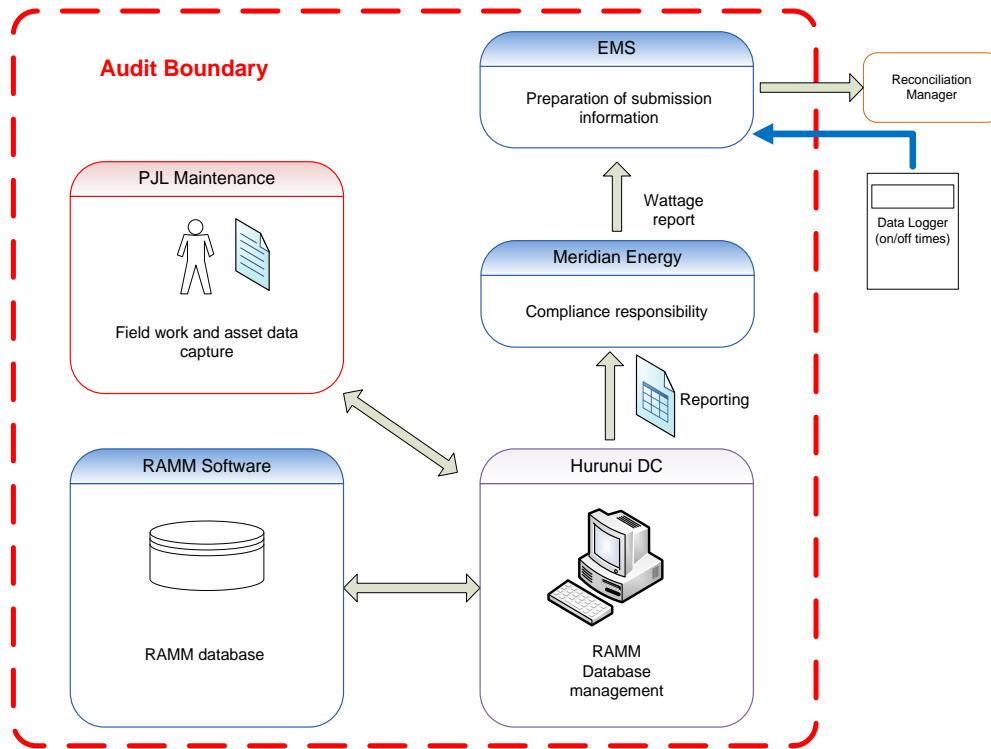 Audit Boundary
EMS
Preparation of submission
information
Reconciliation
Manager
Data Logger
(on/off times)
PJL Maintenance
Field work and asset data
capture
Wattage
report
Meridian Energy
Compliance responsibility
Reporting
RAMM Software
RAMM database
Hurunui DC
RAMM
Database
management